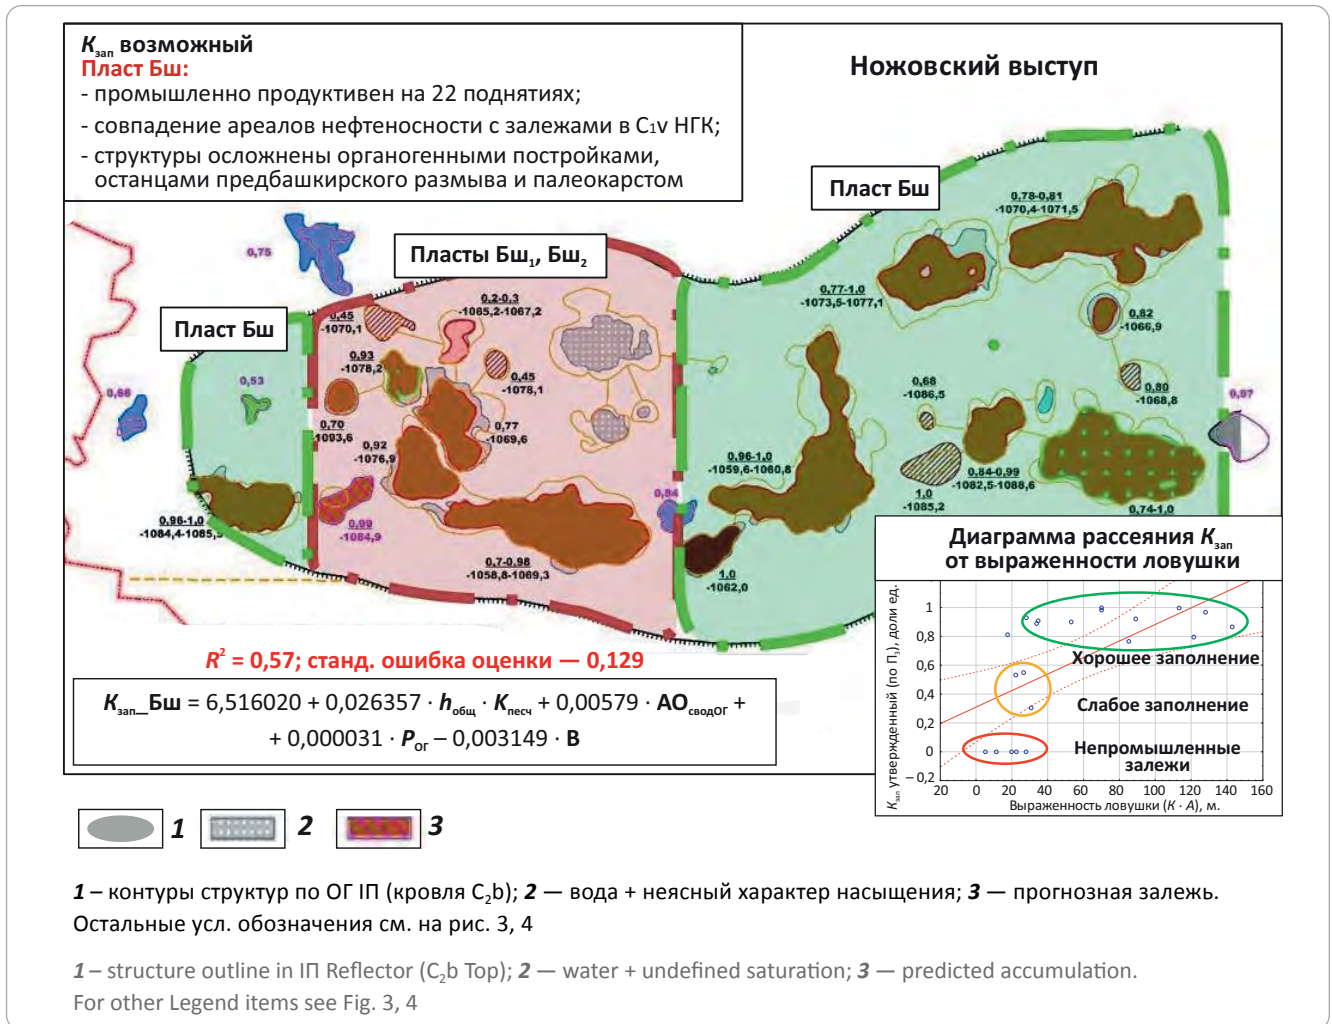 K зап возможный
Пласт Бш:
- промышленно продуктивен на 22 поднятиях;
- совпадение ареалов нефтеносности с залежами в C1v НГК;
- структуры осложнены органогенными постройками,
останцами предбашкирского размыва и палеокарстом
Ножовский выступ
Пласт Бш
Пласты Бш₁, Бш₂
Пласт Бш
0,75
0,68
0,53
0,45
-1070,1
0,2-0,3
-1065,2-1067,2
0,93
-1078,2
0,45
-1078,1
0,70
-1093,6
0,92
-1076,9
0,77
-1069,6
0,99
-1084,9
0,96-1,0
-1084,4-1085,5
0,7-0,98
-1058,8-1069,3
0,84
1,0
-1062,0
0,96-1,0
-1059,6-1060,8
0,77-1,0
-1073,5-1077,1
0,78-0,81
-1070,4-1071,5
0,82
-1066,9
0,80
-1068,8
0,68
-1086,5
1,0
-1085,2
0,84-0,99
-1082,5-1088,6
0,74-1,0
0,97
R² = 0,57; станд. ошибка оценки — 0,129
K зап_Бш = 6,516020 + 0,026357 · h общ · K песч + 0,00579 · АО сводОГ +
+ 0,000031 · P ОГ – 0,003149 · В
Диаграмма рассеяния K зап
от выраженности ловушки
K зап утвержденный (по П₃), доли ед.
1
0,8
0,6
0,4
0,2
0
–0,2
Хорошее заполнение
Слабое заполнение
Непромышленные
залежи
20 0 20 40 60 80 100 120 140 160
Выраженность ловушки (K · A), м.
1 2 3
1 – контуры структур по ОГ IП (кровля C₂b); 2 — вода + неясный характер насыщения; 3 — прогнозная залежь.
Остальные усл. обозначения см. на рис. 3, 4
1 – structure outline in IП Reflector (C₂b Top); 2 — water + undefined saturation; 3 — predicted accumulation.
For other Legend items see Fig. 3, 4